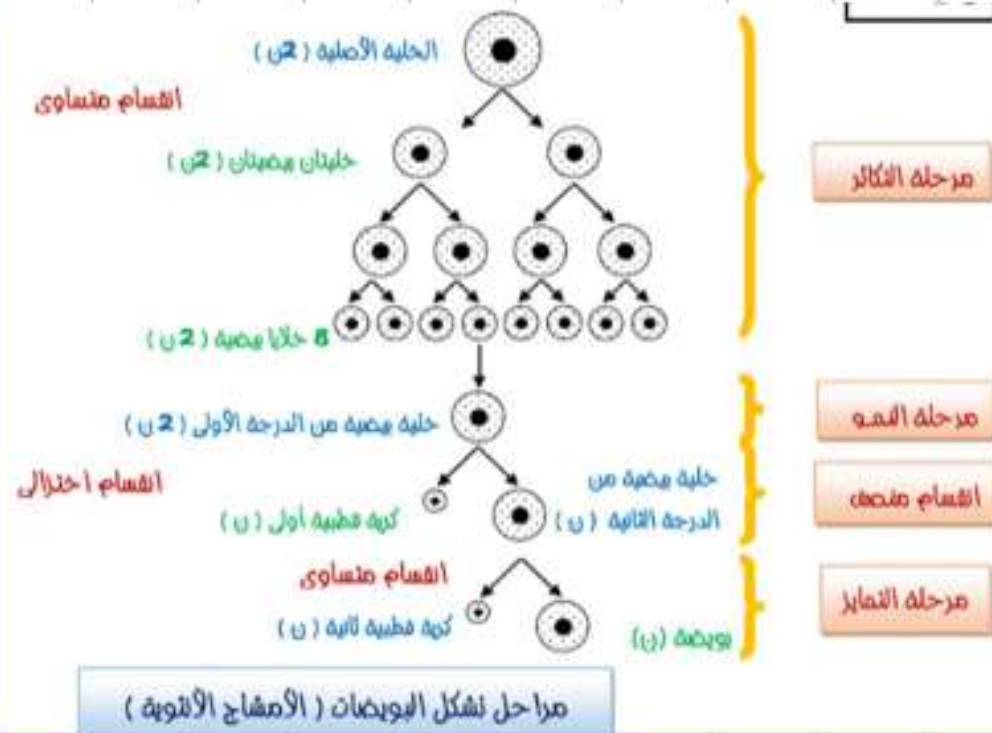 الخلية الأصلية ( 2ن )
انقسام متساوى
خليتان بيضيتان ( 2ن )
مرحلة التكاثر
8 خلايا بيضية ( 2ن )
خلية بيضية من الدرجة الأولى ( 2ن )
مرحلة النمو
انقسام اختزالى
خلية بيضية من
الدرجة الثانية ( ن )
كرية قطبية أولى ( ن )
انقسام منصف
انقسام متساوى
كرية قطبية ثانية ( ن )
بويضة (ن)
مرحلة التمايز
مراحل تشكل البويضات ( الأمشاج الأنثوية )